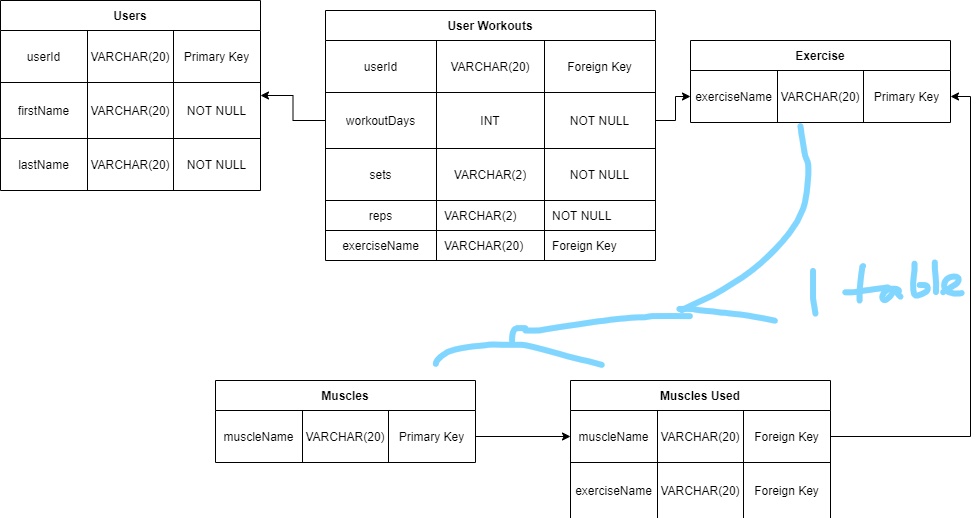 Users
userId VARCHAR(20) Primary Key
firstName VARCHAR(20) NOT NULL
lastName VARCHAR(20) NOT NULL
User Workouts
userId VARCHAR(20) Foreign Key
workoutDays INT NOT NULL
sets VARCHAR(2) NOT NULL
reps VARCHAR(2) NOT NULL
exerciseName VARCHAR(20) Foreign Key
Exercise
exerciseName VARCHAR(20) Primary Key
1 table
Muscles
muscleName VARCHAR(20) Primary Key
Muscles Used
muscleName VARCHAR(20) Foreign Key
exerciseName VARCHAR(20) Foreign Key